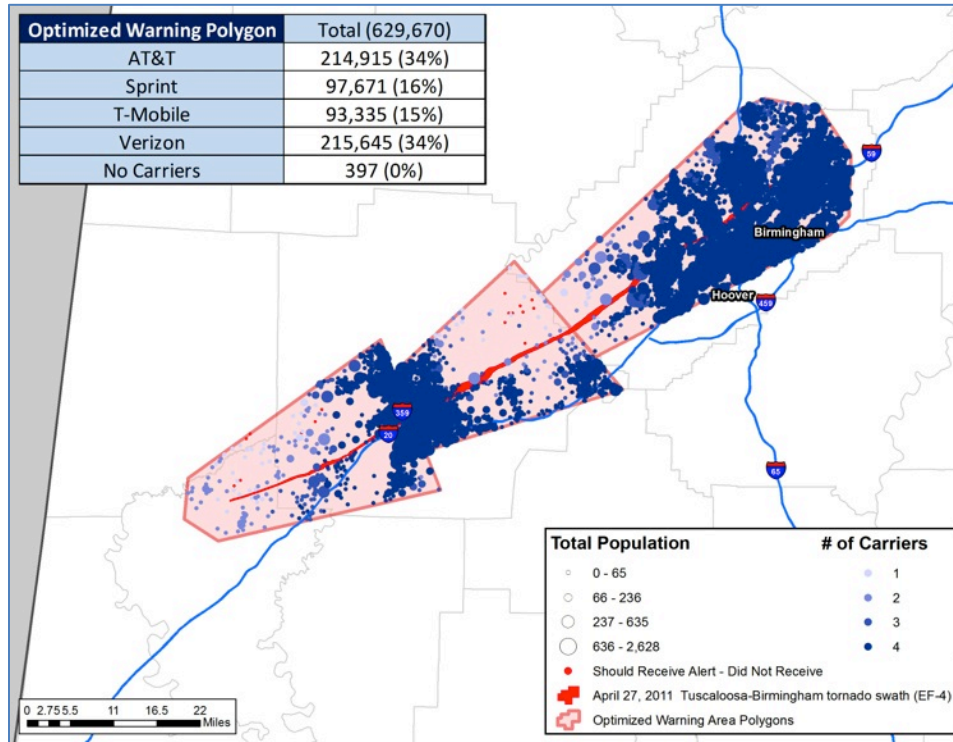 Optimized Warning Polygon Total (629,670)
AT&T 214,915 (34%)
Sprint 97,671 (16%)
T-Mobile 93,335 (15%)
Verizon 215,645 (34%)
No Carriers 397 (0%)
59
Birmingham
Hoover
459
359
20
65
Total Population # of Carriers
0 - 65 1
66 - 236 2
237 - 635 3
636 - 2,628 4
Should Receive Alert - Did Not Receive
April 27, 2011 Tuscaloosa-Birmingham tornado swath (EF-4)
Optimized Warning Area Polygons
0 2.75 5.5 11 16.5 22
Miles